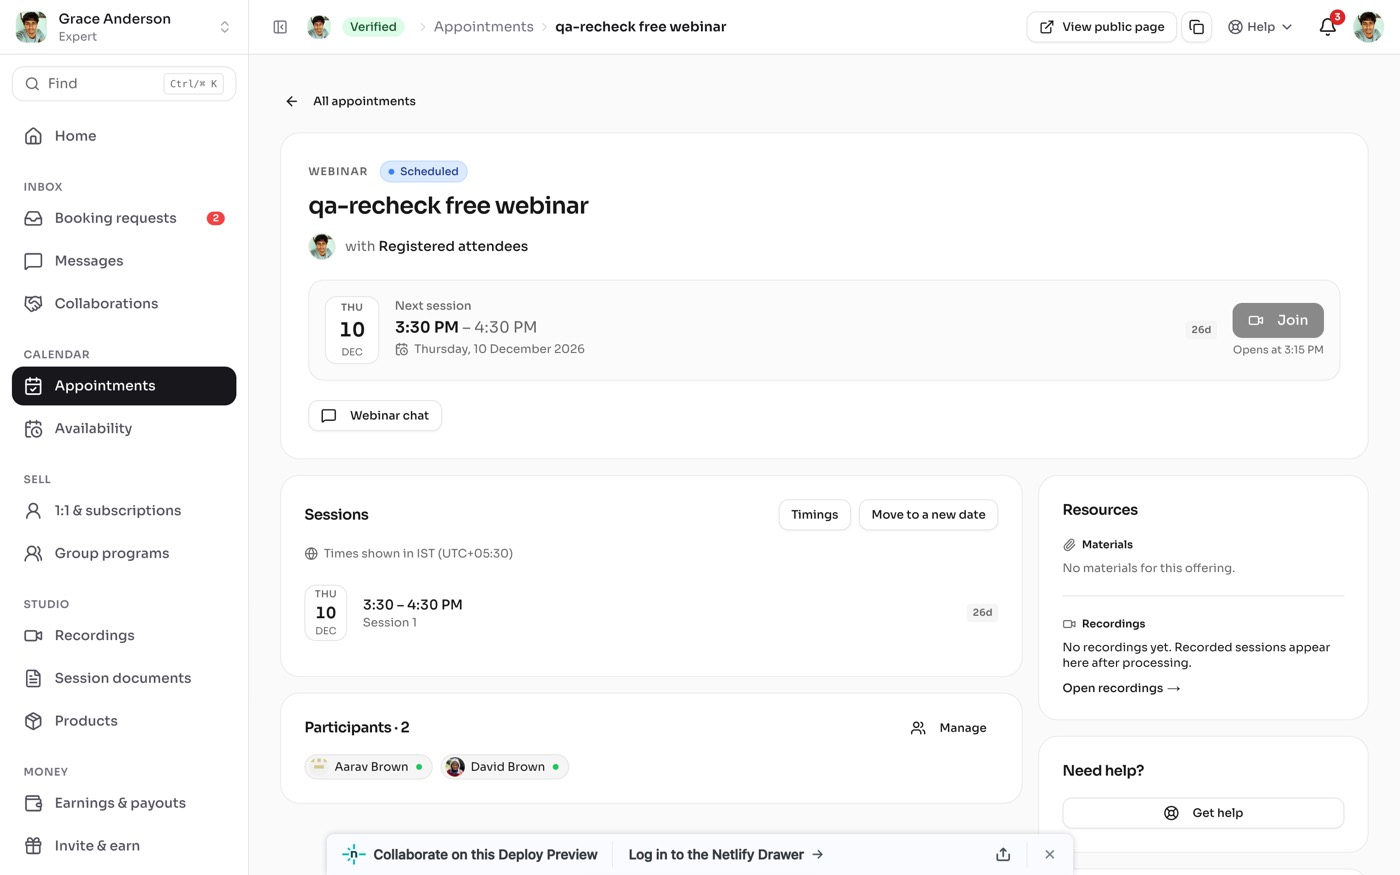 Grace Anderson
Expert
Find
Ctrl/⌘ K
Home
INBOX
Booking requests
2
Messages
Collaborations
CALENDAR
Appointments
Availability
SELL
1:1 & subscriptions
Group programs
STUDIO
Recordings
Session documents
Products
MONEY
Earnings & payouts
Invite & earn
Verified
Appointments
qa-recheck free webinar
View public page
Help
3
All appointments
WEBINAR
Scheduled
qa-recheck free webinar
with Registered attendees
THU
10
DEC
Next session
3:30 PM – 4:30 PM
Thursday, 10 December 2026
26d
Join
Opens at 3:15 PM
Webinar chat
Sessions
Timings
Move to a new date
Times shown in IST (UTC+05:30)
THU
10
DEC
3:30 – 4:30 PM
Session 1
26d
Participants · 2
Manage
Aarav Brown
David Brown
Resources
Materials
No materials for this offering.
Recordings
No recordings yet. Recorded sessions appear
here after processing.
Open recordings →
Need help?
Get help
n
Collaborate on this Deploy Preview
Log in to the Netlify Drawer →